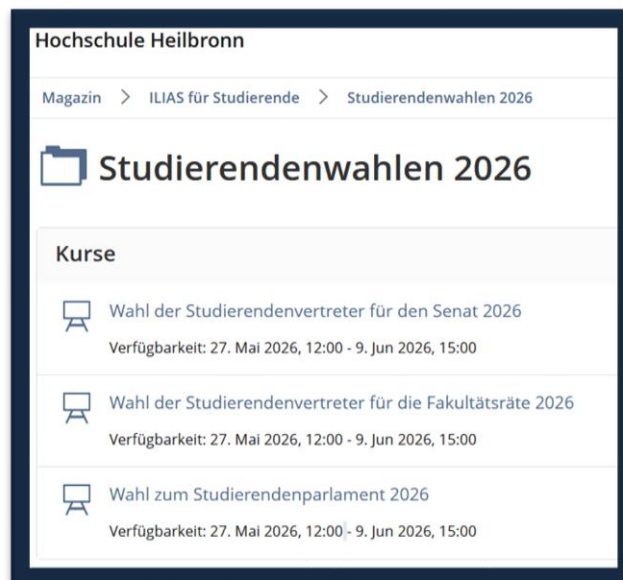 Hochschule Heilbronn
Magazin > ILIAS für Studierende > Studierendenwahlen 2026
Studierendenwahlen 2026
Kurse
Wahl der Studierendenvertreter für den Senat 2026
Verfügbarkeit: 27. Mai 2026, 12:00 - 9. Jun 2026, 15:00
Wahl der Studierendenvertreter für die Fakultätsräte 2026
Verfügbarkeit: 27. Mai 2026, 12:00 - 9. Jun 2026, 15:00
Wahl zum Studierendenparlament 2026
Verfügbarkeit: 27. Mai 2026, 12:00 - 9. Jun 2026, 15:00